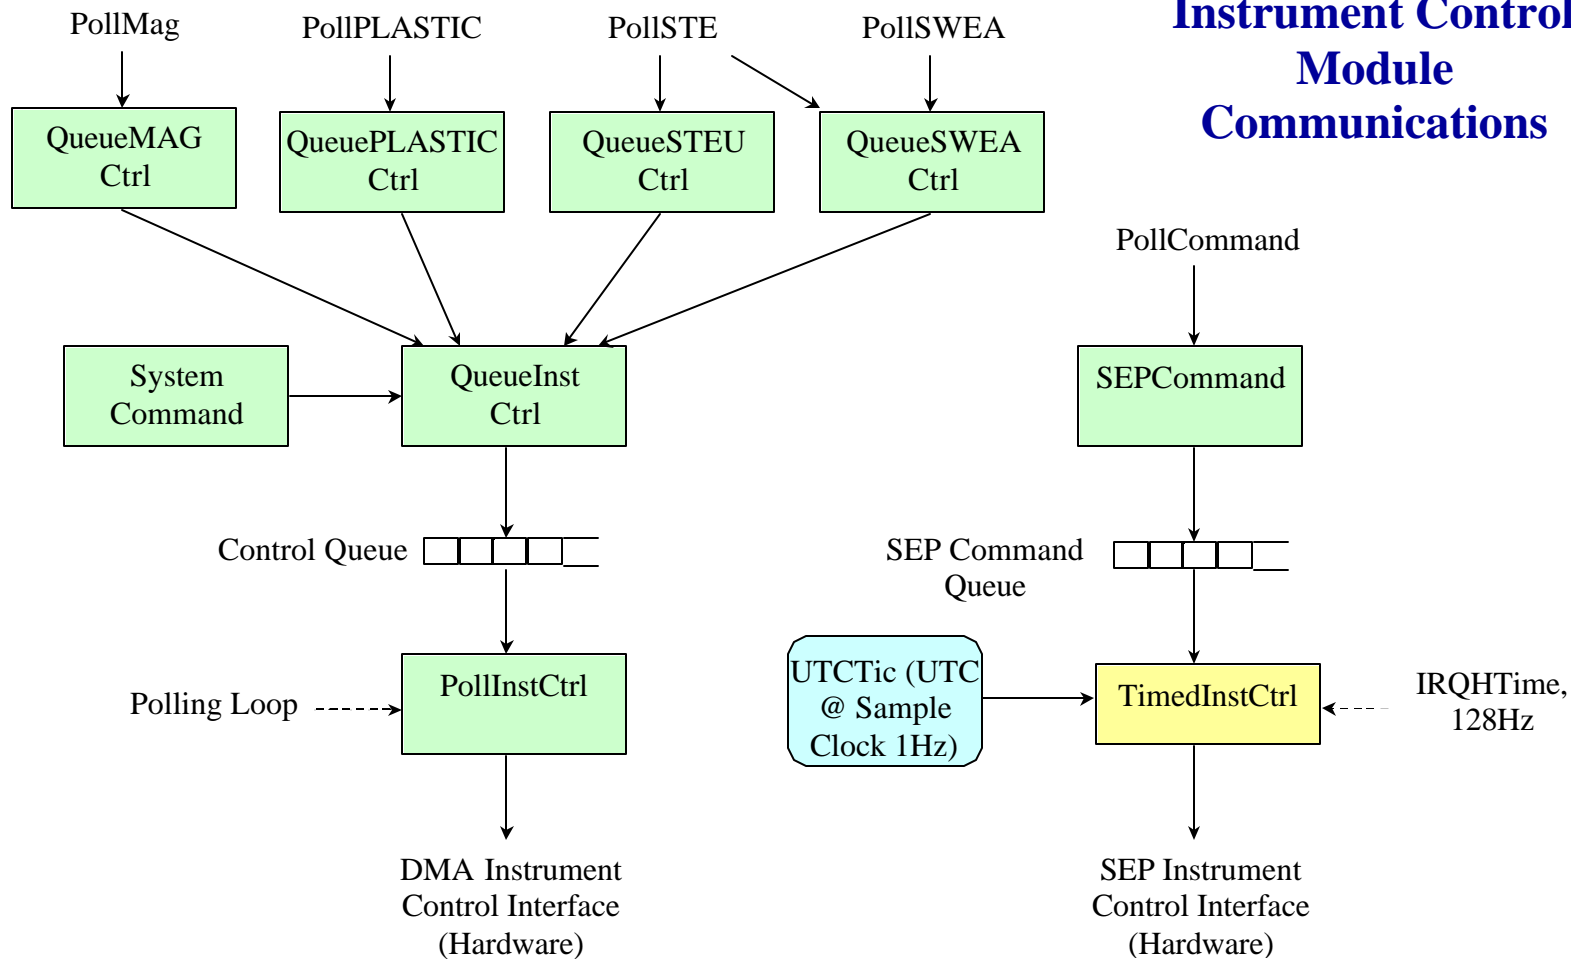 Instrument Control
Module
Communications
PollMag
PollPLASTIC
PollSTE
PollSWEA
QueueMAG
Ctrl
QueuePLASTIC
Ctrl
QueueSTEU
Ctrl
QueueSWEA
Ctrl
PollCommand
System
Command
QueueInst
Ctrl
SEPCommand
Control Queue
SEP Command
Queue
Polling Loop
PollInstCtrl
UTCTic (UTC
@ Sample
Clock 1Hz)
TimedInstCtrl
IRQHTime,
128Hz
DMA Instrument
Control Interface
(Hardware)
SEP Instrument
Control Interface
(Hardware)